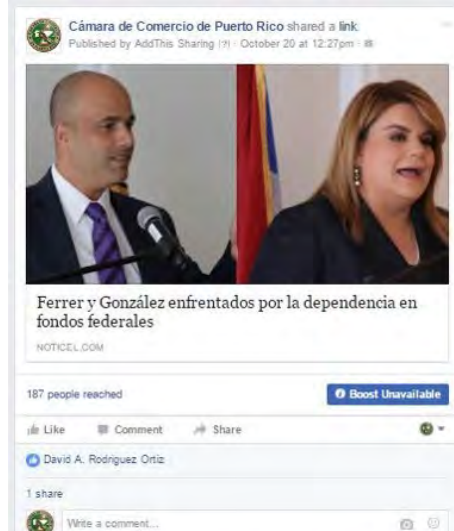 Cámara de Comercio de Puerto Rico shared a link.
Published by AddThis Sharing [?] · October 20 at 12:27pm ·
Ferrer y González enfrentados por la dependencia en
fondos federales
NOTICEL.COM
187 people reached
Boost Unavailable
Like Comment Share
David A. Rodriguez Ortiz
1 share
Write a comment...